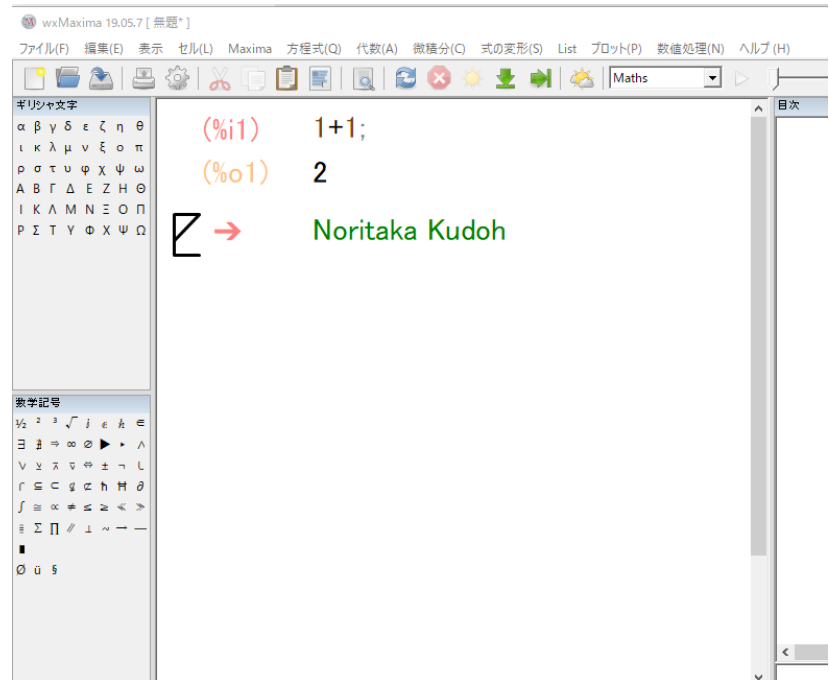 wxMaxima 19.05.7 [ 無題* ]
ファイル(F) 編集(E) 表示 セル(L) Maxima 方程式(Q) 代数(A) 微積分(C) 式の変形(S) List プロット(P) 数値処理(N) ヘルプ(H)
Maths
ギリシャ文字
α β γ δ ε ζ η θ
ι κ λ μ ν ξ ο π
ρ σ τ υ φ χ ψ ω
Α Β Γ Δ Ε Ζ Η Θ
Ι Κ Λ Μ Ν Ξ Ο Π
Ρ Σ Τ Υ Φ Χ Ψ Ω
(%i1) 1+1;
(%o1) 2
➔ Noritaka Kudoh
目次
数学記号
½ ² ³ √ ⅈ ⅇ ℏ ∈
∃ ∄ ⇒ ∞ ∅ ▶ ‣ ∧
∨ ⊻ ⊼ ⊽ ⇔ ± ¬ ⋃
⋂ ⊆ ⊂ ⊄ ħ Ħ ∂
∫ ≅ ∝ ≠ ≤ ≥ ≪ ≫
∑ ∏ ∥ ⟂ ~ → —
∎
Ø ü §